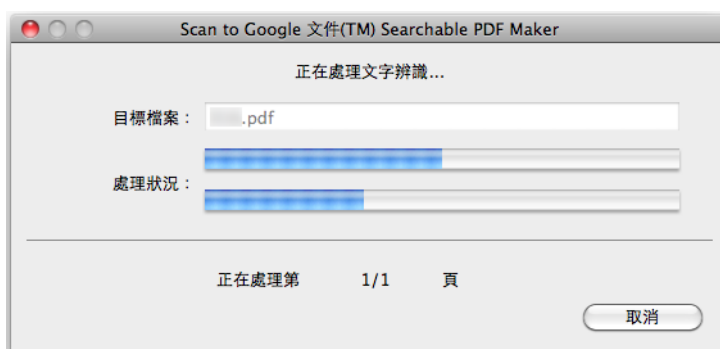 Scan to Google 文件(TM) Searchable PDF Maker
正在處理文字辨識...
目標檔案： .pdf
處理狀況：
正在處理第 1/1 頁
取消